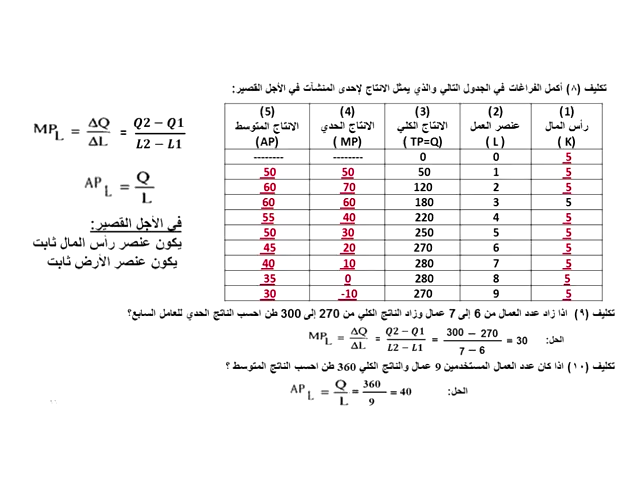 تكليف (٨) أكمل الفراغات في الجدول التالي والذي يمثل الانتاج لإحدى المنشآت في الأجل القصير:
(1) رأس المال (K) (2) عنصر العمل ( L ) (3) الانتاج الكلي ( TP=Q) (4) الانتاج الحدي ( MP) (5) الانتاج المتوسط (AP)
5 0 0 -------- --------
5 1 50 50 50
5 2 120 70 60
5 3 180 60 60
5 4 220 40 55
5 5 250 30 50
5 6 270 20 45
5 7 280 10 40
5 8 280 0 35
5 9 270 -10 30
MP L = ΔQ / ΔL = Q2 − Q1 / L2 − L1
AP L = Q / L
في الأجل القصير:
يكون عنصر رأس المال ثابت
يكون عنصر الأرض ثابت
تكليف (٩) اذا زاد عدد العمال من 6 إلى 7 عمال وزاد الناتج الكلي من 270 إلى 300 طن احسب الناتج الحدي للعامل السابع؟
الحل: MP L = ΔQ / ΔL = Q2 − Q1 / L2 − L1 = 300 − 270 / 7 − 6 = 30
تكليف (١٠) اذا كان عدد العمال المستخدمين 9 عمال والناتج الكلي 360 طن احسب الناتج المتوسط ؟
الحل: AP L = Q / L = 360 / 9 = 40